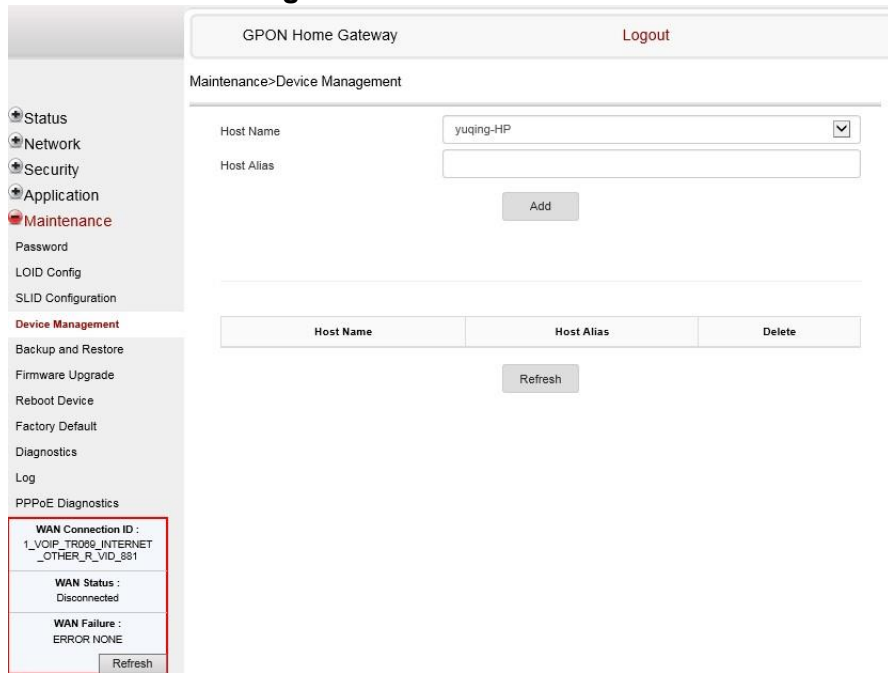 GPON Home Gateway
Logout
Maintenance>Device Management
Status
Network
Security
Application
Maintenance
Password
LOID Config
SLID Configuration
Device Management
Backup and Restore
Firmware Upgrade
Reboot Device
Factory Default
Diagnostics
Log
PPPoE Diagnostics
WAN Connection ID :
1_VOIP_TR069_INTERNET
_OTHER_R_VID_881
WAN Status :
Disconnected
WAN Failure :
ERROR NONE
Refresh
Host Name yuqing-HP
Host Alias
Add
Host Name Host Alias Delete
Refresh